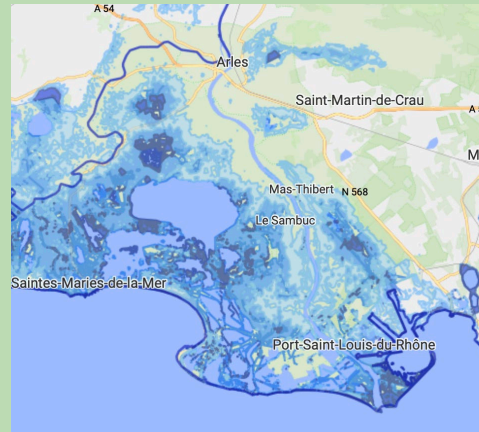 A 54
Arles
Saint-Martin-de-Crau
A
M
Mas-Thibert
N 568
Le Sambuc
Saintes-Maries-de-la-Mer
Port-Saint-Louis-du-Rhône